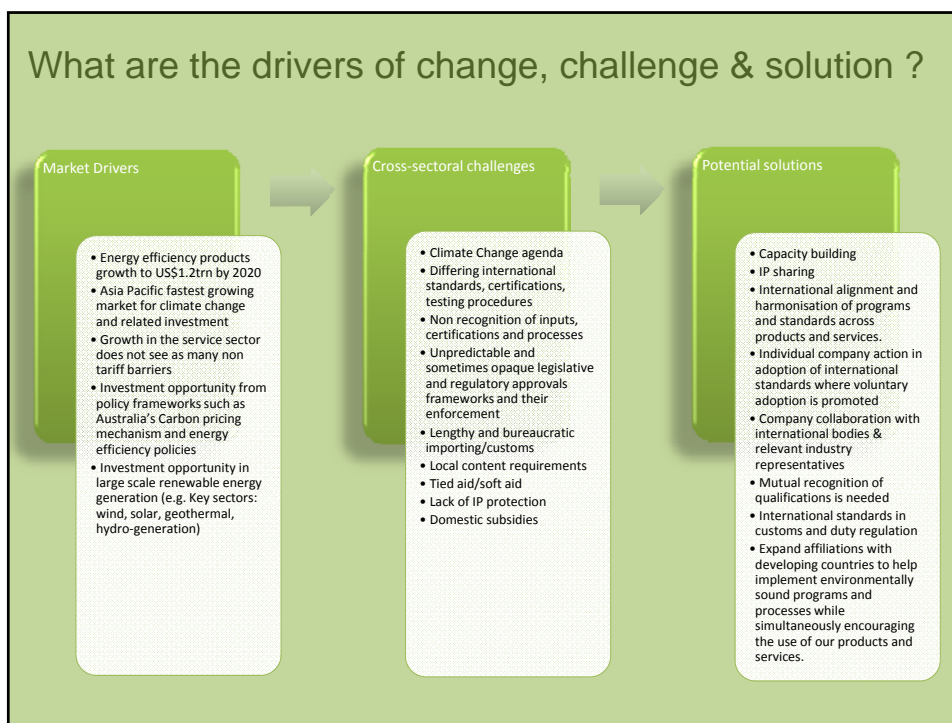 What are the drivers of change, challenge & solution ?
Market Drivers
• Energy efficiency products
growth to US$1.2trn by 2020
• Asia Pacific fastest growing
market for climate change
and related investment
• Growth in the service sector
does not see as many non
tariff barriers
• Investment opportunity from
policy frameworks such as
Australia's Carbon pricing
mechanism and energy
efficiency policies
• Investment opportunity in
large scale renewable energy
generation (e.g. Key sectors:
wind, solar, geothermal,
hydro-generation)
Cross-sectoral challenges
• Climate Change agenda
• Differing international
standards, certifications,
testing procedures
• Non recognition of inputs,
certifications and processes
• Unpredictable and
sometimes opaque legislative
and regulatory approvals
frameworks and their
enforcement
• Lengthy and bureaucratic
importing/customs
• Local content requirements
• Tied aid/soft aid
• Lack of IP protection
• Domestic subsidies
Potential solutions
• Capacity building
• IP sharing
• International alignment and
harmonisation of programs
and standards across
products and services.
• Individual company action in
adoption of international
standards where voluntary
adoption is promoted
• Company collaboration with
international bodies &
relevant industry
representatives
• Mutual recognition of
qualifications is needed
• International standards in
customs and duty regulation
• Expand affiliations with
developing countries to help
implement environmentally
sound programs and
processes while
simultaneously encouraging
the use of our products and
services.